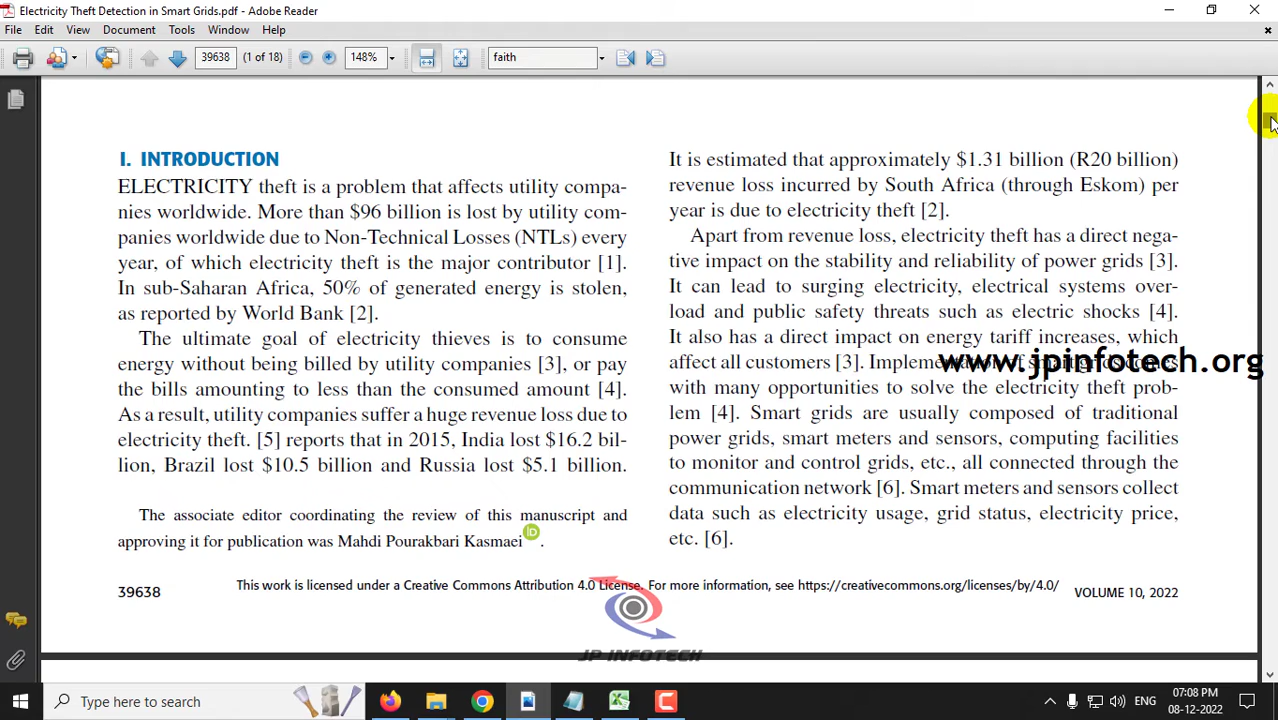 Electricity Theft Detection in Smart Grids.pdf - Adobe Reader
File Edit View Document Tools Window Help
39638 (1 of 18) 148% faith
I. INTRODUCTION
ELECTRICITY theft is a problem that affects utility compa-
nies worldwide. More than $96 billion is lost by utility com-
panies worldwide due to Non-Technical Losses (NTLs) every
year, of which electricity theft is the major contributor [1].
In sub-Saharan Africa, 50% of generated energy is stolen,
as reported by World Bank [2].
The ultimate goal of electricity thieves is to consume
energy without being billed by utility companies [3], or pay
the bills amounting to less than the consumed amount [4].
As a result, utility companies suffer a huge revenue loss due to
electricity theft. [5] reports that in 2015, India lost $16.2 bil-
lion, Brazil lost $10.5 billion and Russia lost $5.1 billion.
The associate editor coordinating the review of this manuscript and
approving it for publication was Mahdi Pourakbari Kasmaei iD .
It is estimated that approximately $1.31 billion (R20 billion)
revenue loss incurred by South Africa (through Eskom) per
year is due to electricity theft [2].
Apart from revenue loss, electricity theft has a direct nega-
tive impact on the stability and reliability of power grids [3].
It can lead to surging electricity, electrical systems over-
load and public safety threats such as electric shocks [4].
It also has a direct impact on energy tariff increases, which
affect all customers [3]. Implementation of smart grids comes
www.jpinfotech.org
with many opportunities to solve the electricity theft prob-
lem [4]. Smart grids are usually composed of traditional
power grids, smart meters and sensors, computing facilities
to monitor and control grids, etc., all connected through the
communication network [6]. Smart meters and sensors collect
data such as electricity usage, grid status, electricity price,
etc. [6].
39638
This work is licensed under a Creative Commons Attribution 4.0 License. For more information, see https://creativecommons.org/licenses/by/4.0/
VOLUME 10, 2022
JP INFOTECH
Type here to search
ENG
07:08 PM
08-12-2022